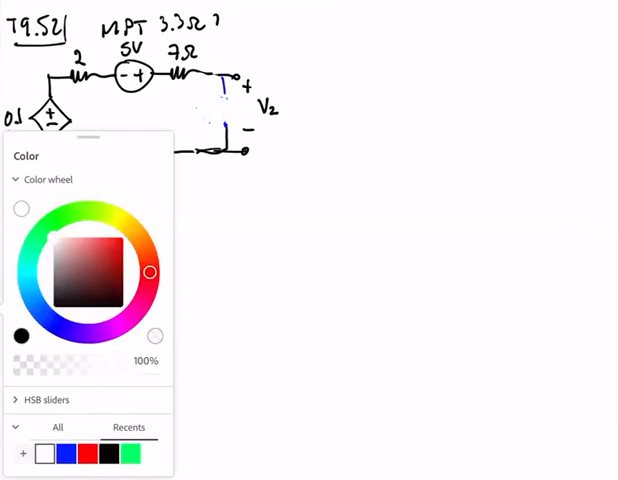 T9.52 MPT 3.3Ω ?
2 5V 7Ω
- +
+
0.1 + V2
- -
Color
Color wheel
100%
HSB sliders
All Recents
+